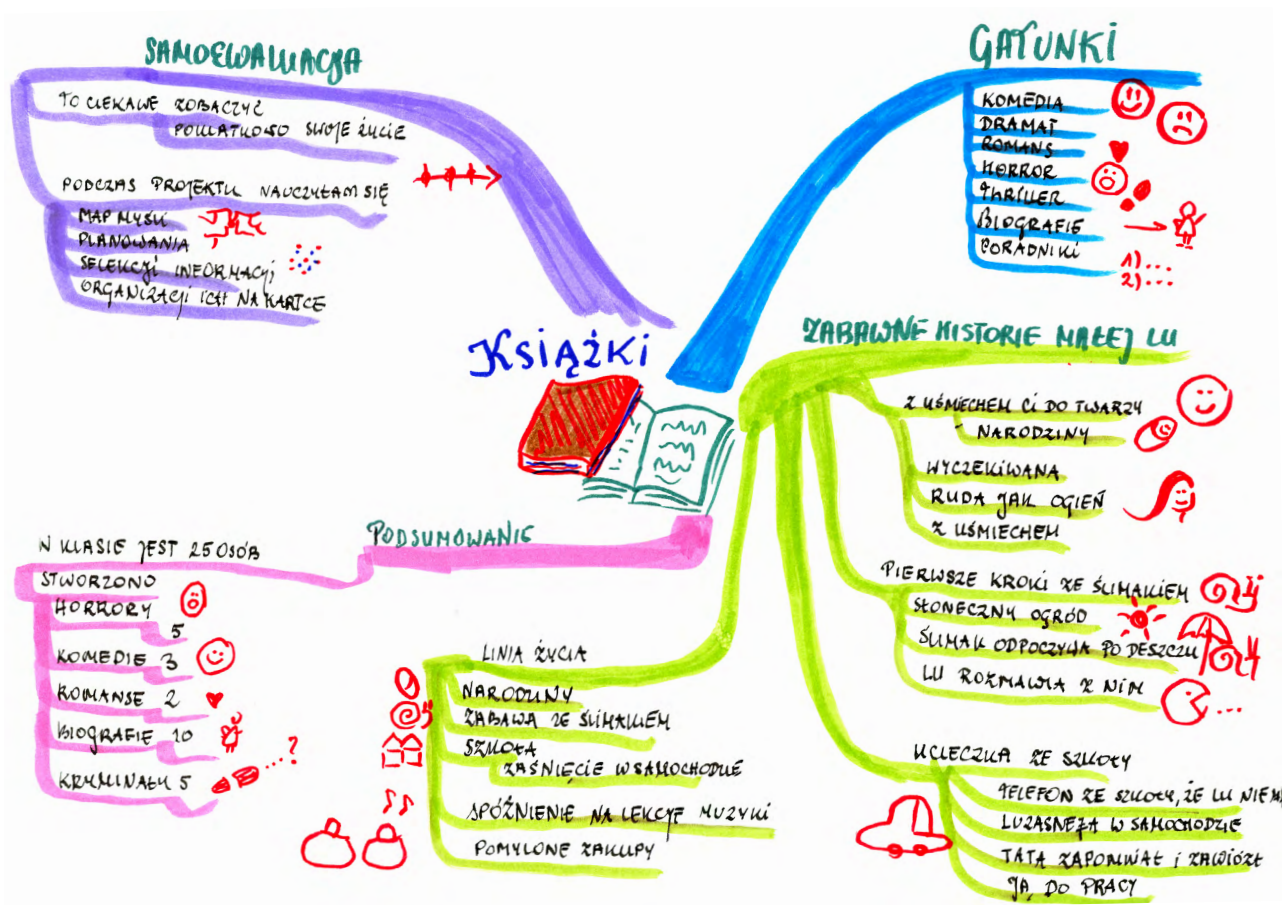 SAMOEWALUACJA
TO CIEKAWE ZOBACZYĆ
POUKŁADANO SWOJE ŻYCIE
PODCZAS PROJEKTU NAUCZYŁAM SIĘ
MAP MYŚLI
PLANOWANIA
SELEKCJI INFORMACJI
ORGANIZACJI ICH NA KARTCE
GATUNKI
KOMEDIA
DRAMAT
ROMANS
HORROR
THRILLER
BIOGRAFIE
PORADNIKI
1)...
2)...
KSIĄŻKI
ZABAWNE HISTORIE MAŁEJ LU
Z UŚMIECHEM CI DO TWARZY
NARODZINY
WYCZEKIWANA
RUDA JAK OGIEŃ
Z UŚMIECHEM
PIERWSZE KROKI ZE ŚLIMAKIEM
SŁONECZNY OGRÓD
ŚLIMAK ODPOCZYWA PO DESZCZU
LU ROZMAWIA Z NIM
...
UCIECZKA ZE SZKOŁY
TELEFON ZE SZKOŁY, ŻE LU NIE MA
LU ZASNĘŁA W SAMOCHODZIE
TATA ZAPOMNIAŁ I ZAWIÓZŁ
JĄ DO PRACY
LINIA ŻYCIA
NARODZINY
ZABAWA ZE ŚLIMAKIEM
SZKOŁA
ZAŚNIĘCIE W SAMOCHODZIE
SPÓŹNIENIE NA LEKCJE MUZYKI
POMYLONE ZAKUPY
PODSUMOWANIE
W KLASIE JEST 25 OSÓB
STWORZONO
HORRORY
5
KOMEDIE 3
ROMANSE 2
BIOGRAFIE 10
KRYMINAŁY 5
...?